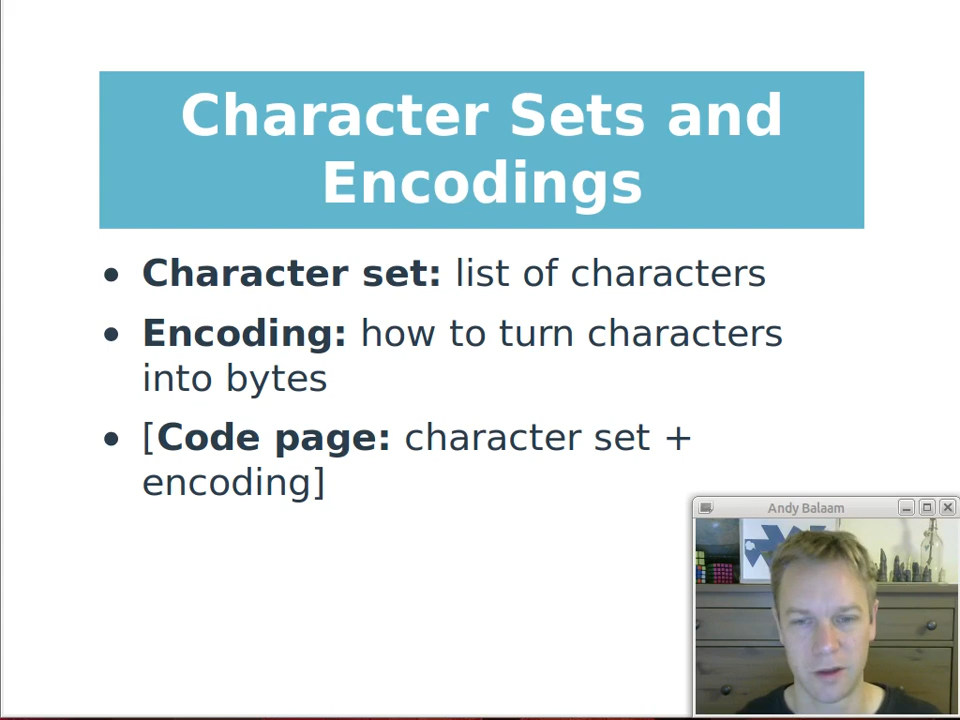 Character Sets and
Encodings
• Character set: list of characters
• Encoding: how to turn characters
into bytes
• [Code page: character set +
encoding]
Andy Balaam